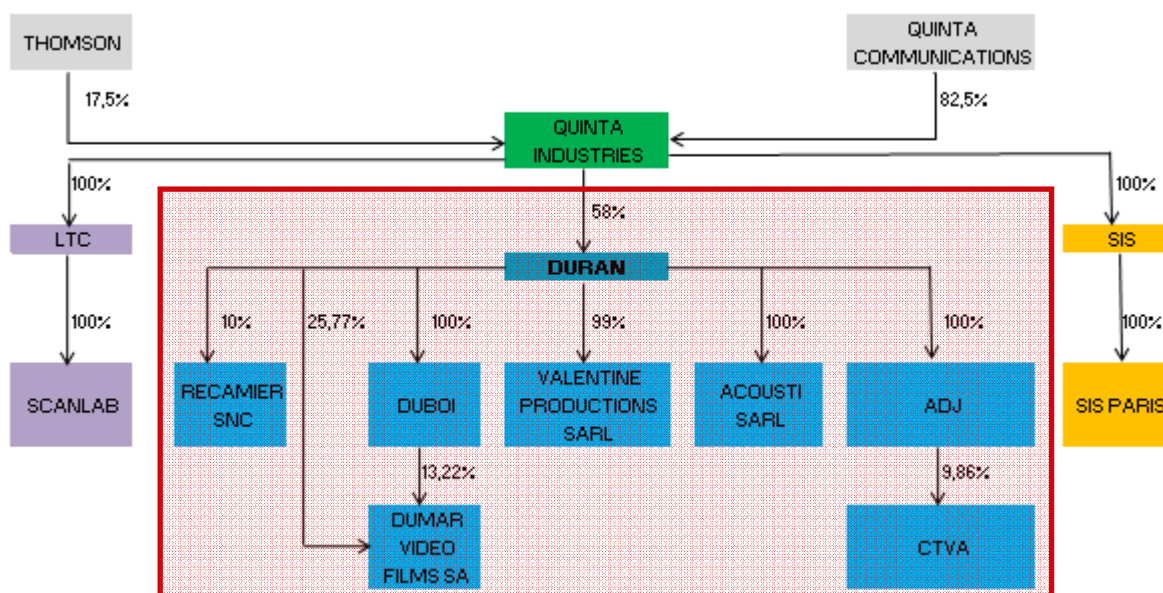 THOMSON
QUINTA
COMMUNICATIONS
17,5%
82,5%
QUINTA
INDUSTRIES
100%
58%
100%
LTC
DURAN
SIS
100%
10%
25,77%
100%
99%
100%
100%
100%
SCANLAB
RECAMIER
SNC
DUBOI
VALENTINE
PRODUCTIONS
SARL
ACOUSTI
SARL
ADJ
SIS PARIS
13,22%
9,86%
DUMAR
VIDEO
FILMS SA
CTVA